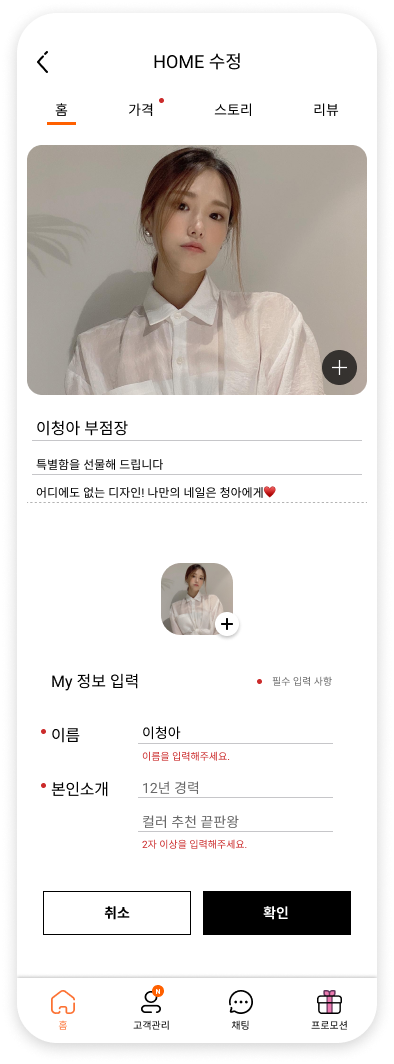 HOME 수정
홈 가격 스토리 리뷰
이청아 부점장
특별함을 선물해 드립니다
어디에도 없는 디자인! 나만의 네일은 청아에게♥
My 정보 입력
필수 입력 사항
이름 이청아
이름을 입력해주세요.
본인소개 12년 경력
컬러 추천 끝판왕
2자 이상을 입력해주세요.
취소 확인
N
홈 고객관리 채팅 프로모션